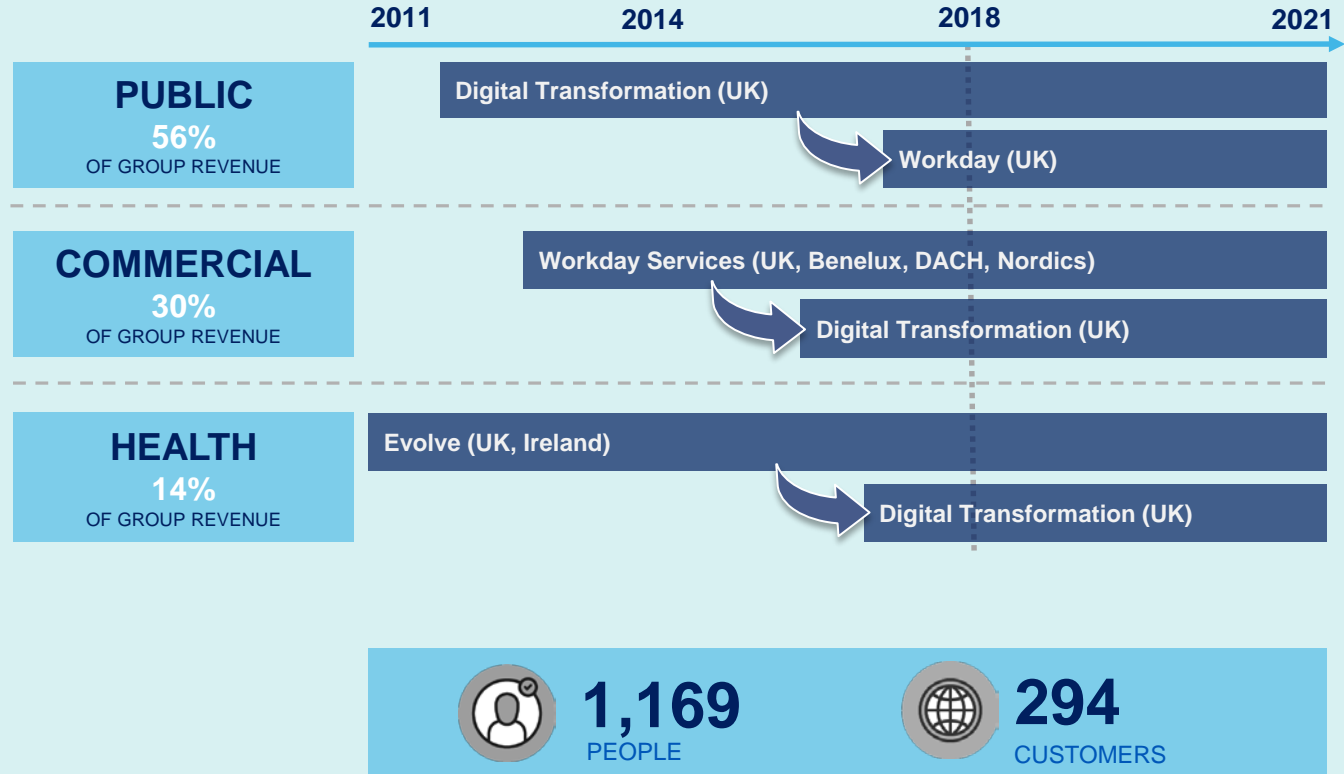 2011 2014 2018 2021
PUBLIC
56%
OF GROUP REVENUE
Digital Transformation (UK)
Workday (UK)
COMMERCIAL
30%
OF GROUP REVENUE
Workday Services (UK, Benelux, DACH, Nordics)
Digital Transformation (UK)
HEALTH
14%
OF GROUP REVENUE
Evolve (UK, Ireland)
Digital Transformation (UK)
1,169
PEOPLE
294
CUSTOMERS